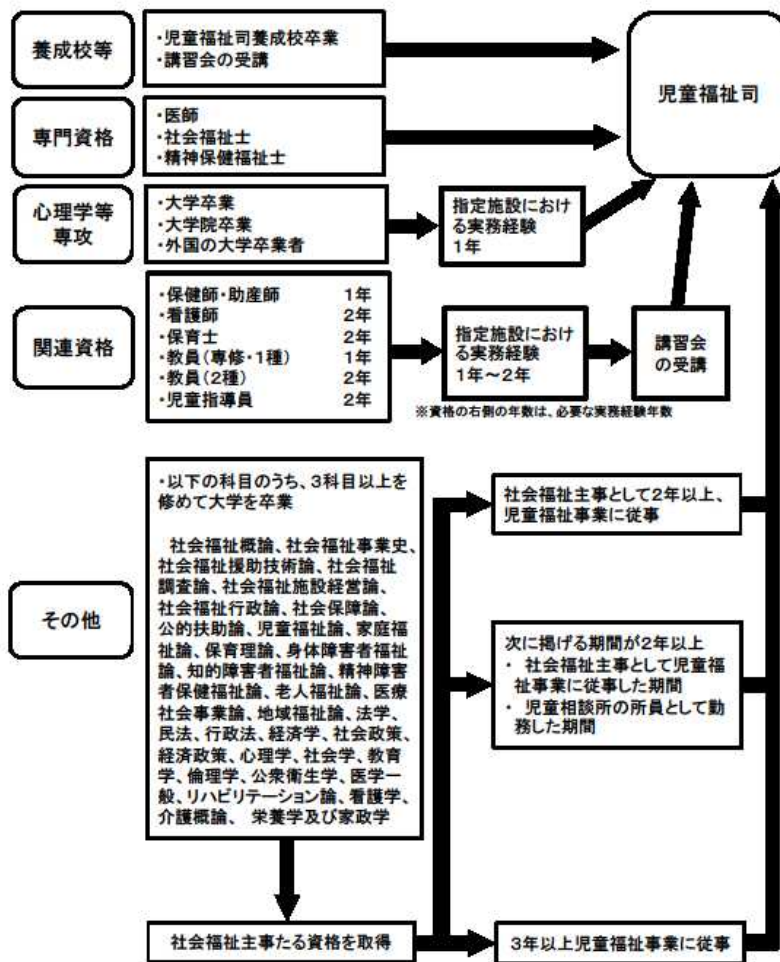 養成校等
・児童福祉司養成校卒業
・講習会の受講
児童福祉司
専門資格
・医師
・社会福祉士
・精神保健福祉士
心理学等
専攻
・大学卒業
・大学院卒業
・外国の大学卒業者
指定施設におけ
る実務経験
1年
関連資格
・保健師・助産師 1年
・看護師 2年
・保育士 2年
・教員（専修・1種） 1年
・教員（2種） 2年
・児童指導員 2年
指定施設におけ
る実務経験
1年～2年
講習会
の受講
※資格の右側の年数は、必要な実務経験年数
その他
・以下の科目のうち、3科目以上を
修めて大学を卒業
社会福祉概論、社会福祉事業史、
社会福祉援助技術論、社会福祉
調査論、社会福祉施設経営論、
社会福祉行政論、社会保障論、
公的扶助論、児童福祉論、家庭福
祉論、保育理論、身体障害者福祉
論、知的障害者福祉論、精神障害
者保健福祉論、老人福祉論、医療
社会事業論、地域福祉論、法学、
民法、行政法、経済学、社会政策、
経済政策、心理学、社会学、教育
学、倫理学、公衆衛生学、医学一
般、リハビリテーション論、看護学、
介護概論、 栄養学及び家政学
社会福祉主事として2年以上、
児童福祉事業に従事
次に掲げる期間が2年以上
・ 社会福祉主事として児童福
祉事業に従事した期間
・ 児童相談所の所員として勤
務した期間
社会福祉主事たる資格を取得
3年以上児童福祉事業に従事